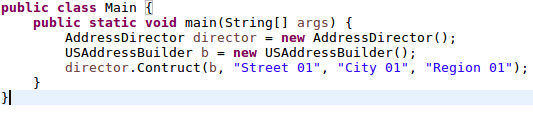 public class Main {
    public static void main(String[] args) {
        AddressDirector director = new AddressDirector();
        USAddressBuilder b = new USAddressBuilder();
        director.Contruct(b, "Street 01", "City 01", "Region 01");
    }
}